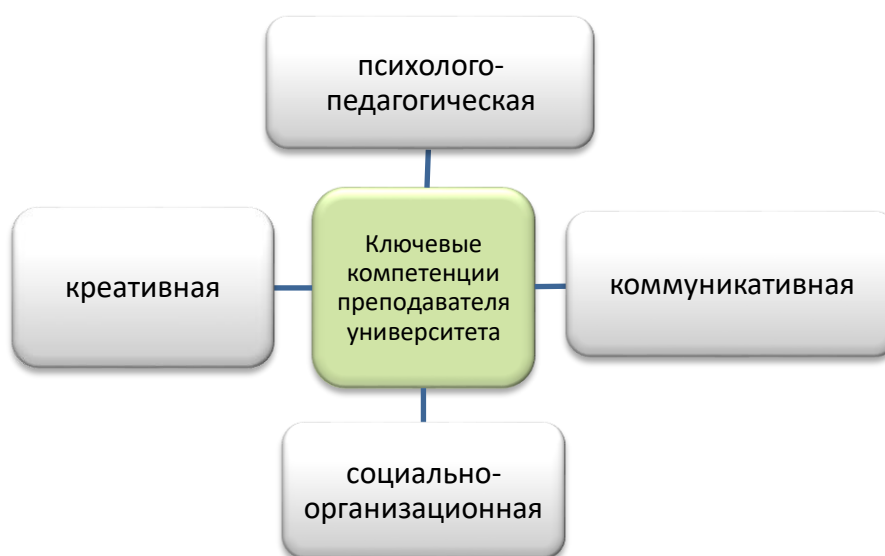 психолого-
педагогическая
креативная
Ключевые
компетенции
преподавателя
университета
коммуникативная
социально-
организационная